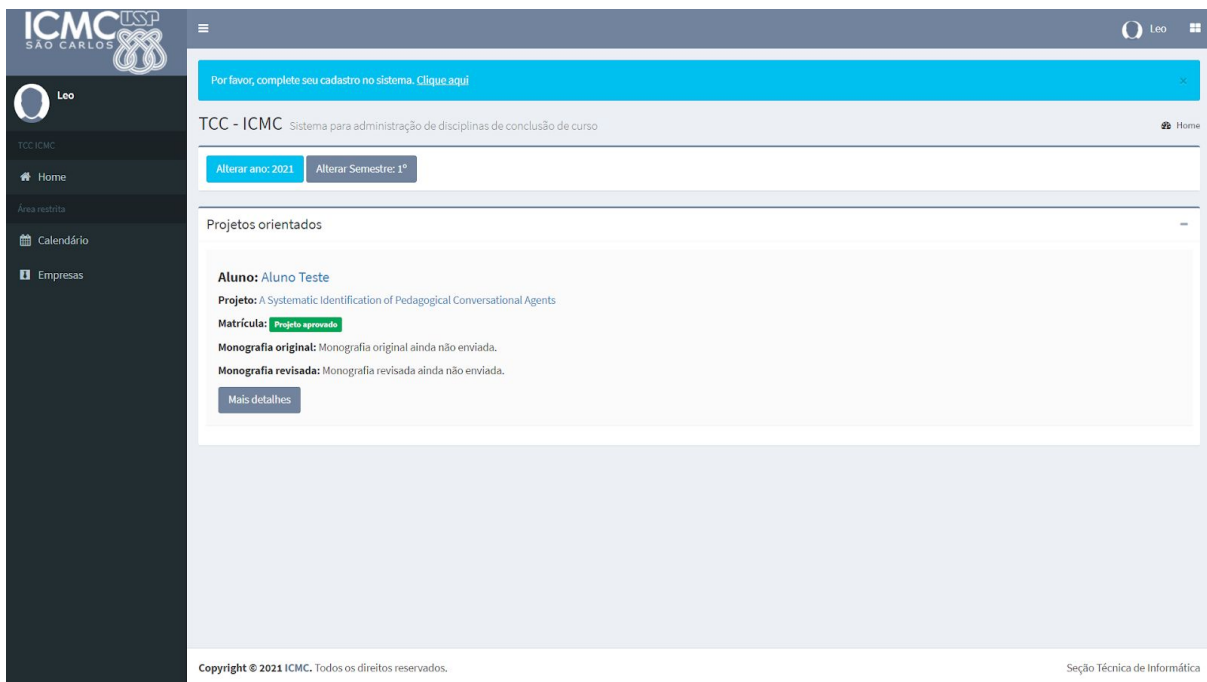 ICMC USP
SÃO CARLOS
Leo
Leo
TCC ICMC
Home
Área restrita
Calendário
Empresas
Por favor, complete seu cadastro no sistema. Clique aqui ×
TCC - ICMC Sistema para administração de disciplinas de conclusão de curso
Home
Alterar ano: 2021 Alterar Semestre: 1º
Projetos orientados
Aluno: Aluno Teste
Projeto: A Systematic Identification of Pedagogical Conversational Agents
Matrícula: Projeto aprovado
Monografia original: Monografia original ainda não enviada.
Monografia revisada: Monografia revisada ainda não enviada.
Mais detalhes
Copyright © 2021 ICMC. Todos os direitos reservados.
Seção Técnica de Informática